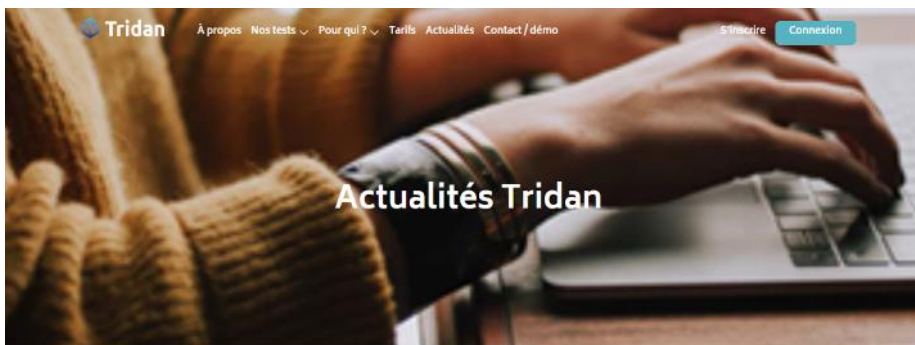 Tridan
À propos Nos tests Pour qui ? Tarifs Actualités Contact / démo S'inscrire Connexion
Actualités Tridan